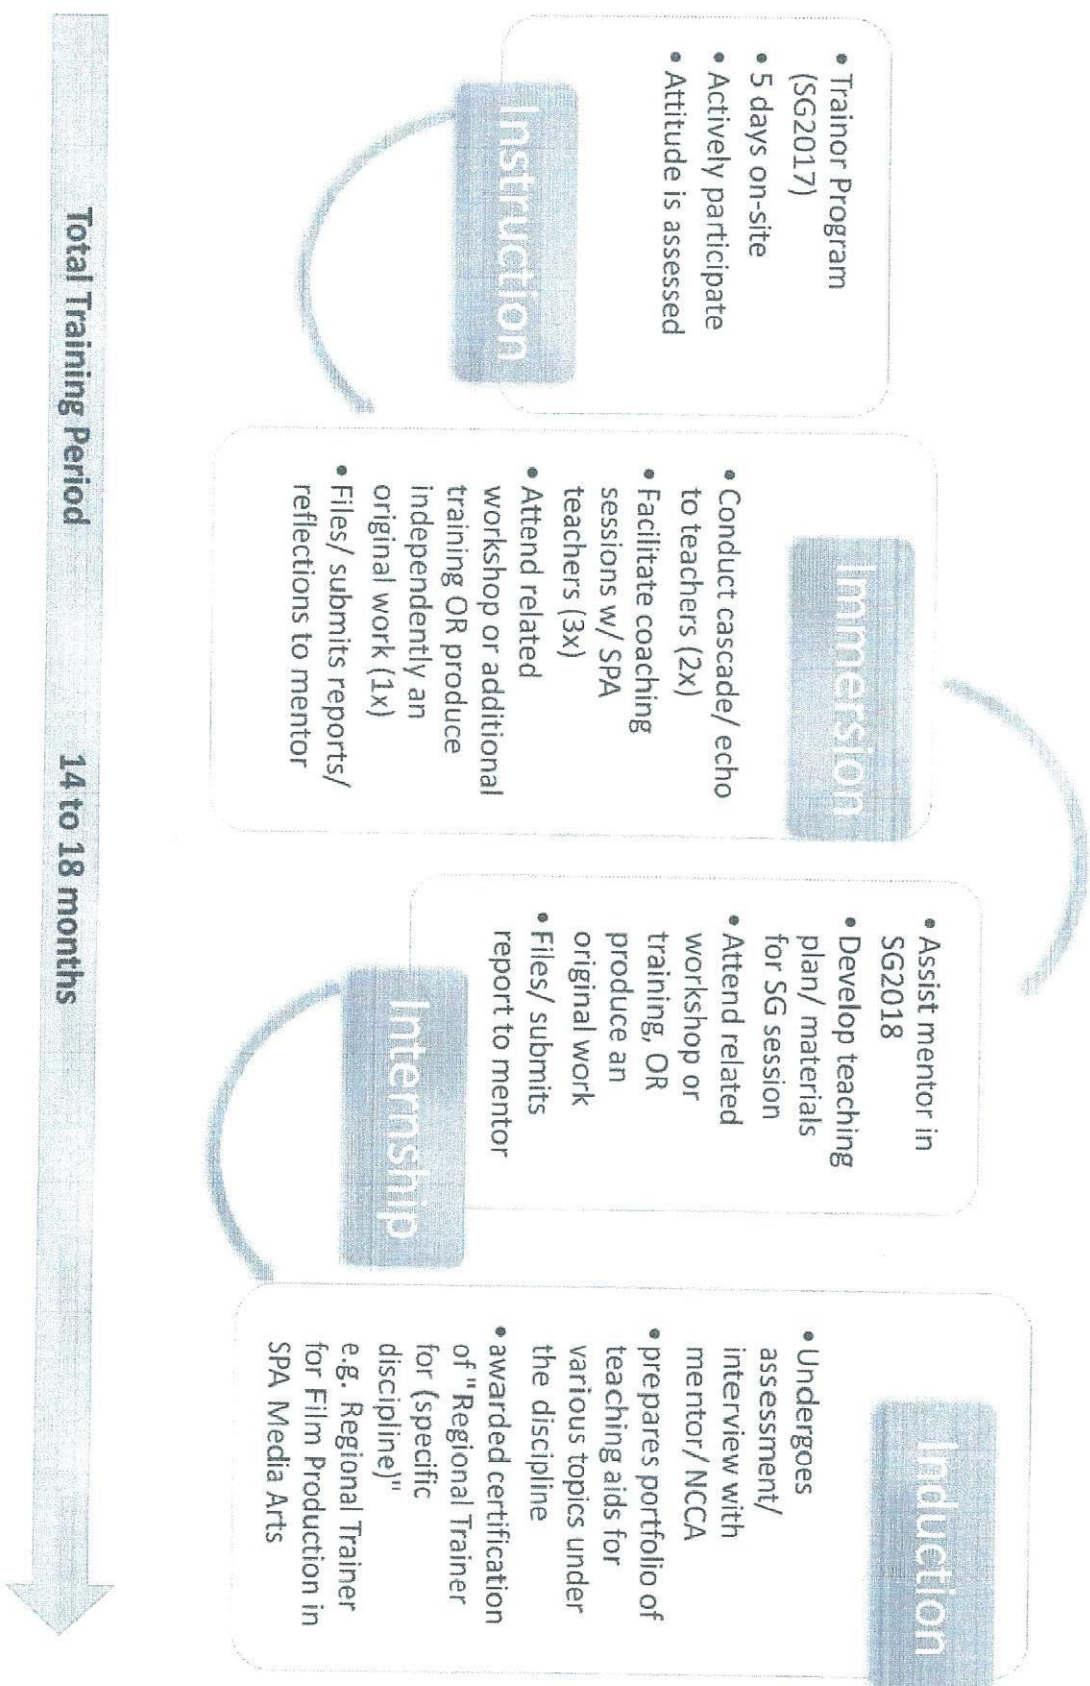 • Trainor Program
(SG2017)
• 5 days on-site
• Actively participate
• Attitude is assessed
Instruction
Immersion
• Conduct cascade/ echo
to teachers (2x)
• Facilitate coaching
sessions w/ SPA
teachers (3x)
• Attend related
workshop or additional
training OR produce
independently an
original work (1x)
• Files/ submits reports/
reflections to mentor
• Assist mentor in
SG2018
• Develop teaching
plan/ materials
for SG session
• Attend related
workshop or
training, OR
produce an
original work
• Files/ submits
report to mentor
Internship
Induction
• Undergoes
assessment/
interview with
mentor/ NCCA
• prepares portfolio of
teaching aids for
various topics under
the discipline
• awarded certification
of "Regional Trainer
for (specific
discipline)"
e.g. Regional Trainer
for Film Production in
SPA Media Arts
Total Training Period 14 to 18 months